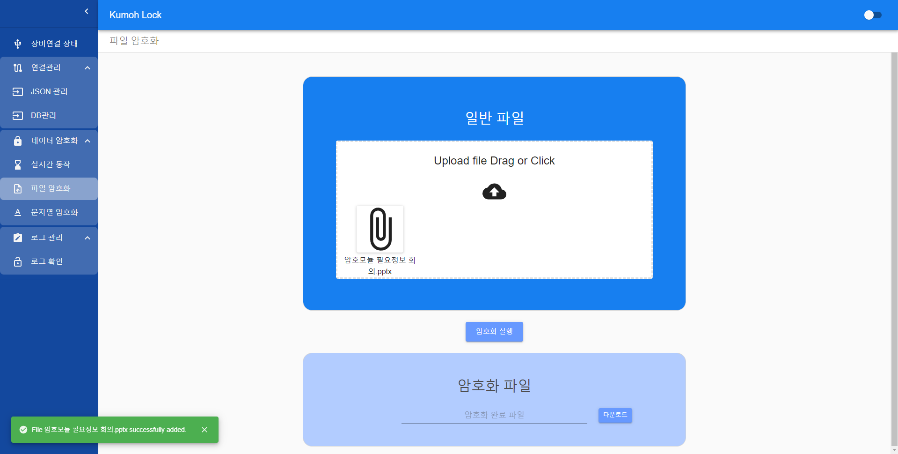 Kumoh Lock
장비연결 상태
파일 암호화
연결관리
JSON 관리
DB관리
데이터 암호화
실시간 동작
파일 암호화
문자열 암호화
로그 관리
로그 확인
일반 파일
Upload file Drag or Click
암호모듈 필요정보 회
의.pptx
암호화 실행
암호화 파일
암호화 완료 파일
다운로드
File 암호모듈 필요정보 회의.pptx successfully added.